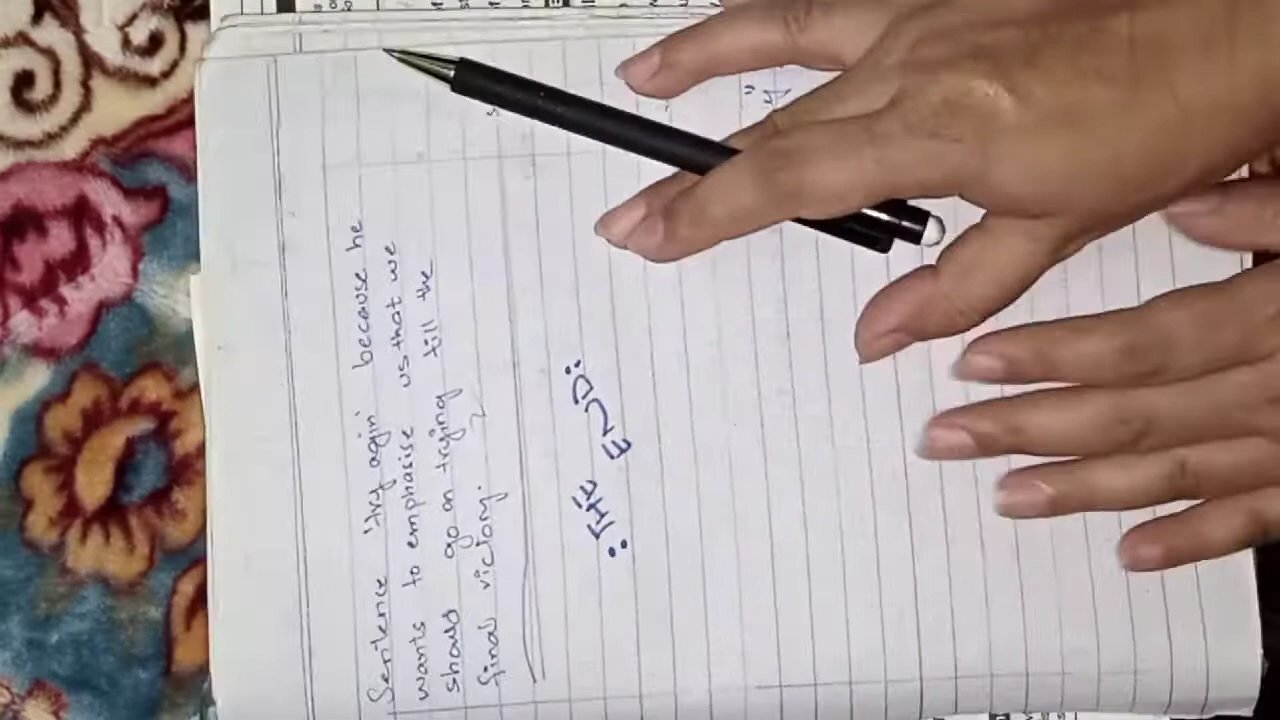 Sentence 'try agin' because he
wants to emphasise us that we
should go on trying till the
final victory.
:THE END: